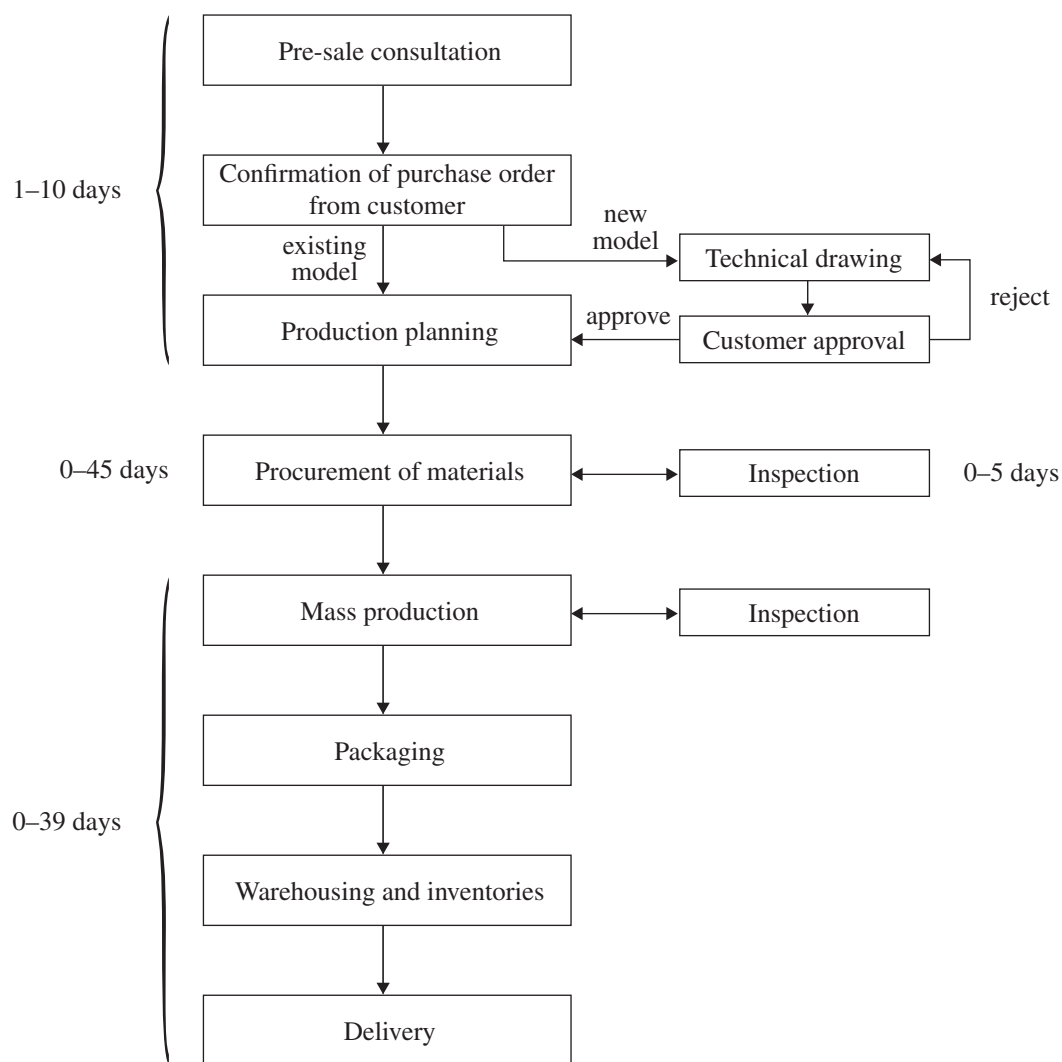 Pre-sale consultation
1–10 days
Confirmation of purchase order
from customer
existing
model
new
model
Technical drawing
reject
Production planning
approve
Customer approval
0–45 days
Procurement of materials
Inspection
0–5 days
Mass production
Inspection
Packaging
0–39 days
Warehousing and inventories
Delivery